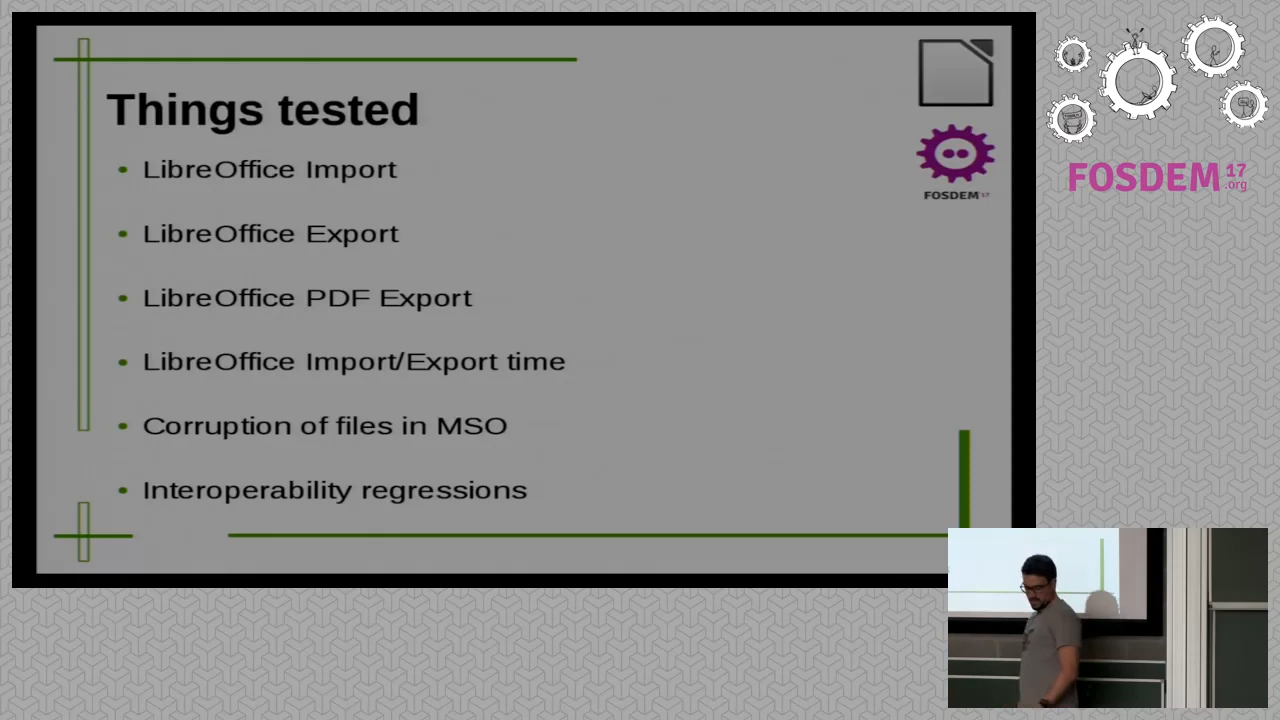 Things tested
• LibreOffice Import
• LibreOffice Export
• LibreOffice PDF Export
• LibreOffice Import/Export time
• Corruption of files in MSO
• Interoperability regressions
FOSDEM'17
FOSDEM 17
.org